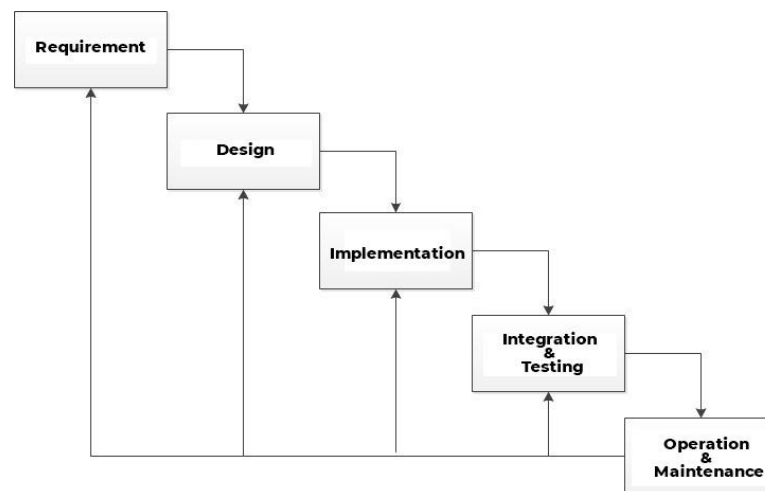 Requirement
Design
Implementation
Integration
&
Testing
Operation
&
Maintenance